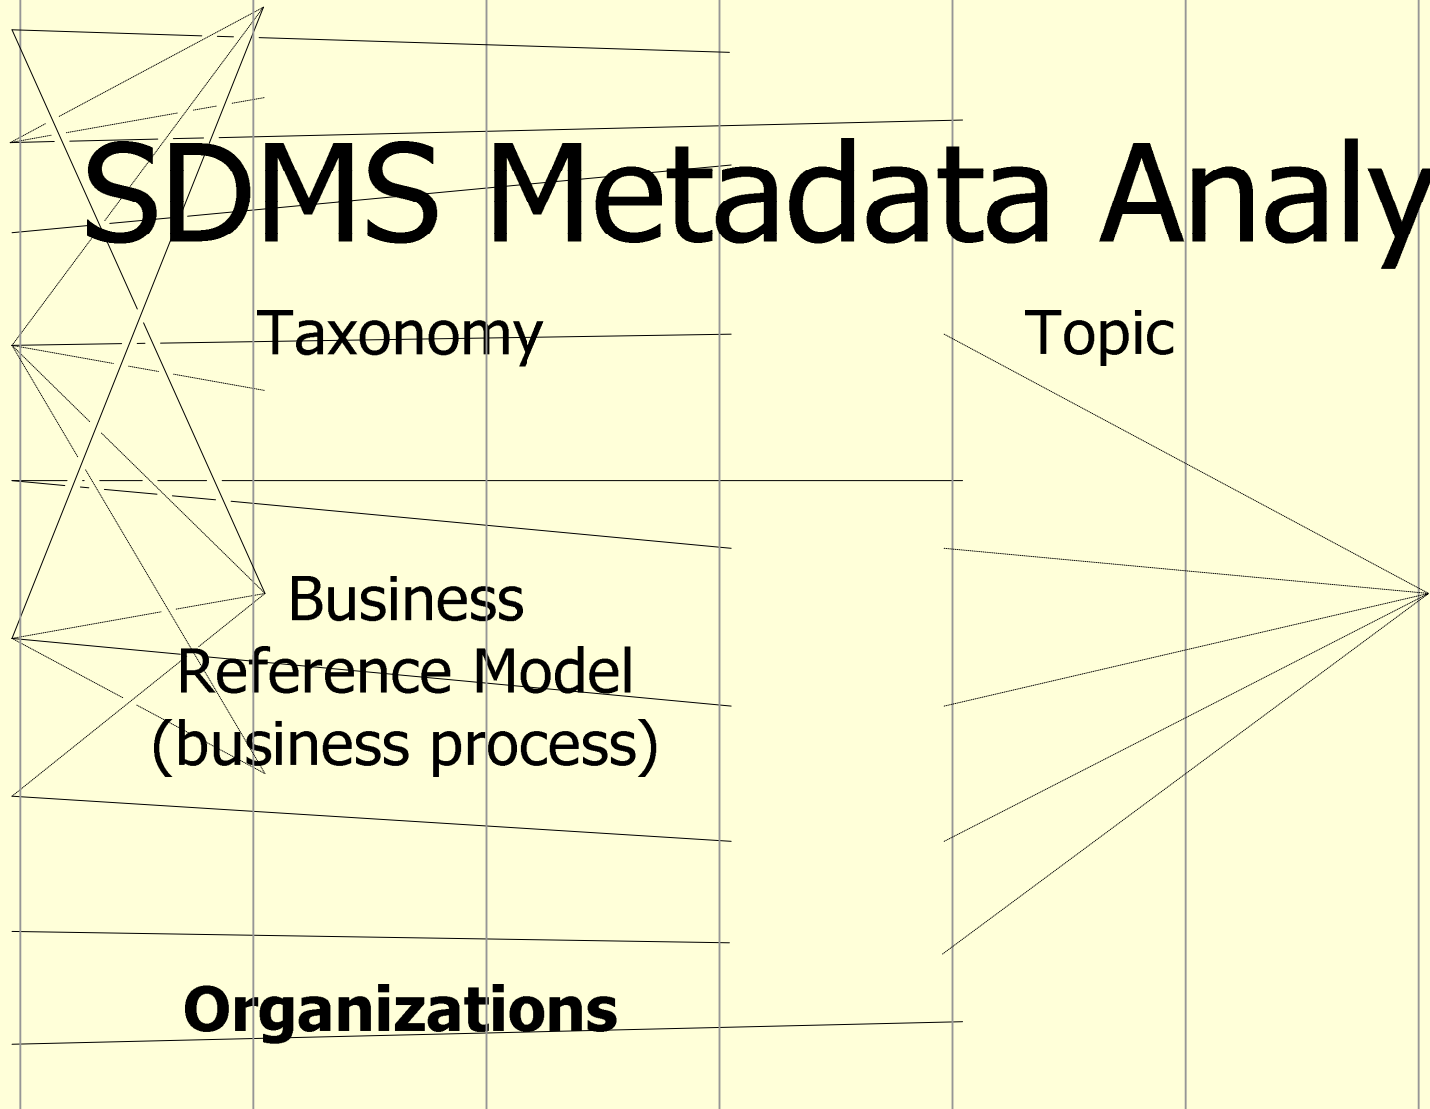 SDMS Metadata Analy
Taxonomy
Topic
Business
Reference Model
(business process)
Organizations